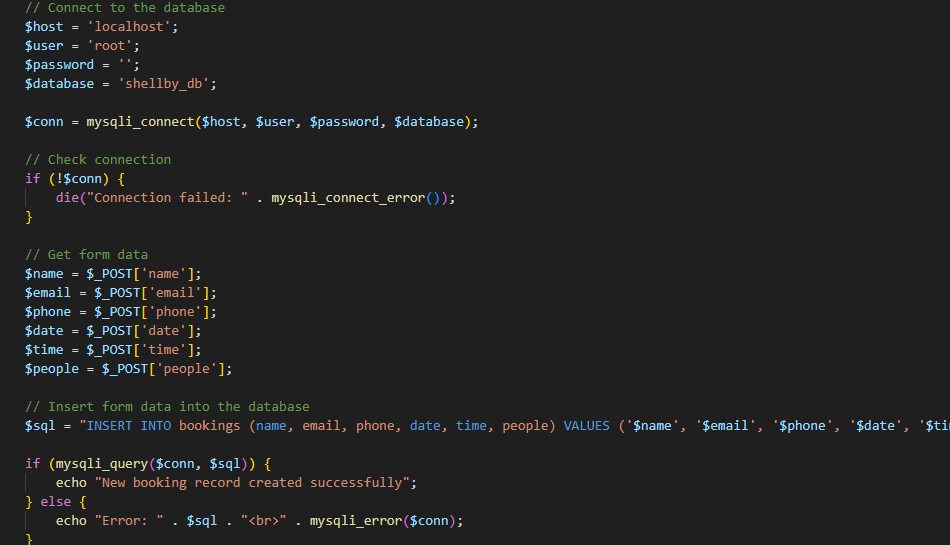 // Connect to the database
$host = 'localhost';
$user = 'root';
$password = '';
$database = 'shellby_db';
$conn = mysqli_connect($host, $user, $password, $database);
// Check connection
if (!$conn) {
die("Connection failed: " . mysqli_connect_error());
}
// Get form data
$name = $_POST['name'];
$email = $_POST['email'];
$phone = $_POST['phone'];
$date = $_POST['date'];
$time = $_POST['time'];
$people = $_POST['people'];
// Insert form data into the database
$sql = "INSERT INTO bookings (name, email, phone, date, time, people) VALUES ('$name', '$email', '$phone', '$date', '
if (mysqli_query($conn, $sql)) {
echo "New booking record created successfully";
} else {
echo "Error: " . $sql . "<br>" . mysqli_error($conn);
}